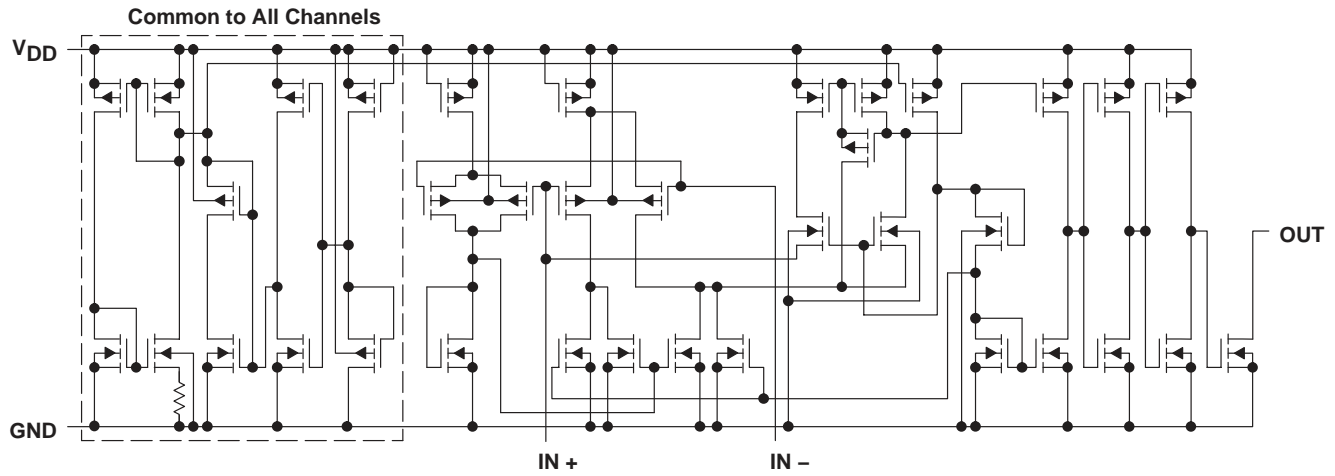 Common to All Channels
VDD
OUT
GND
IN +
IN –